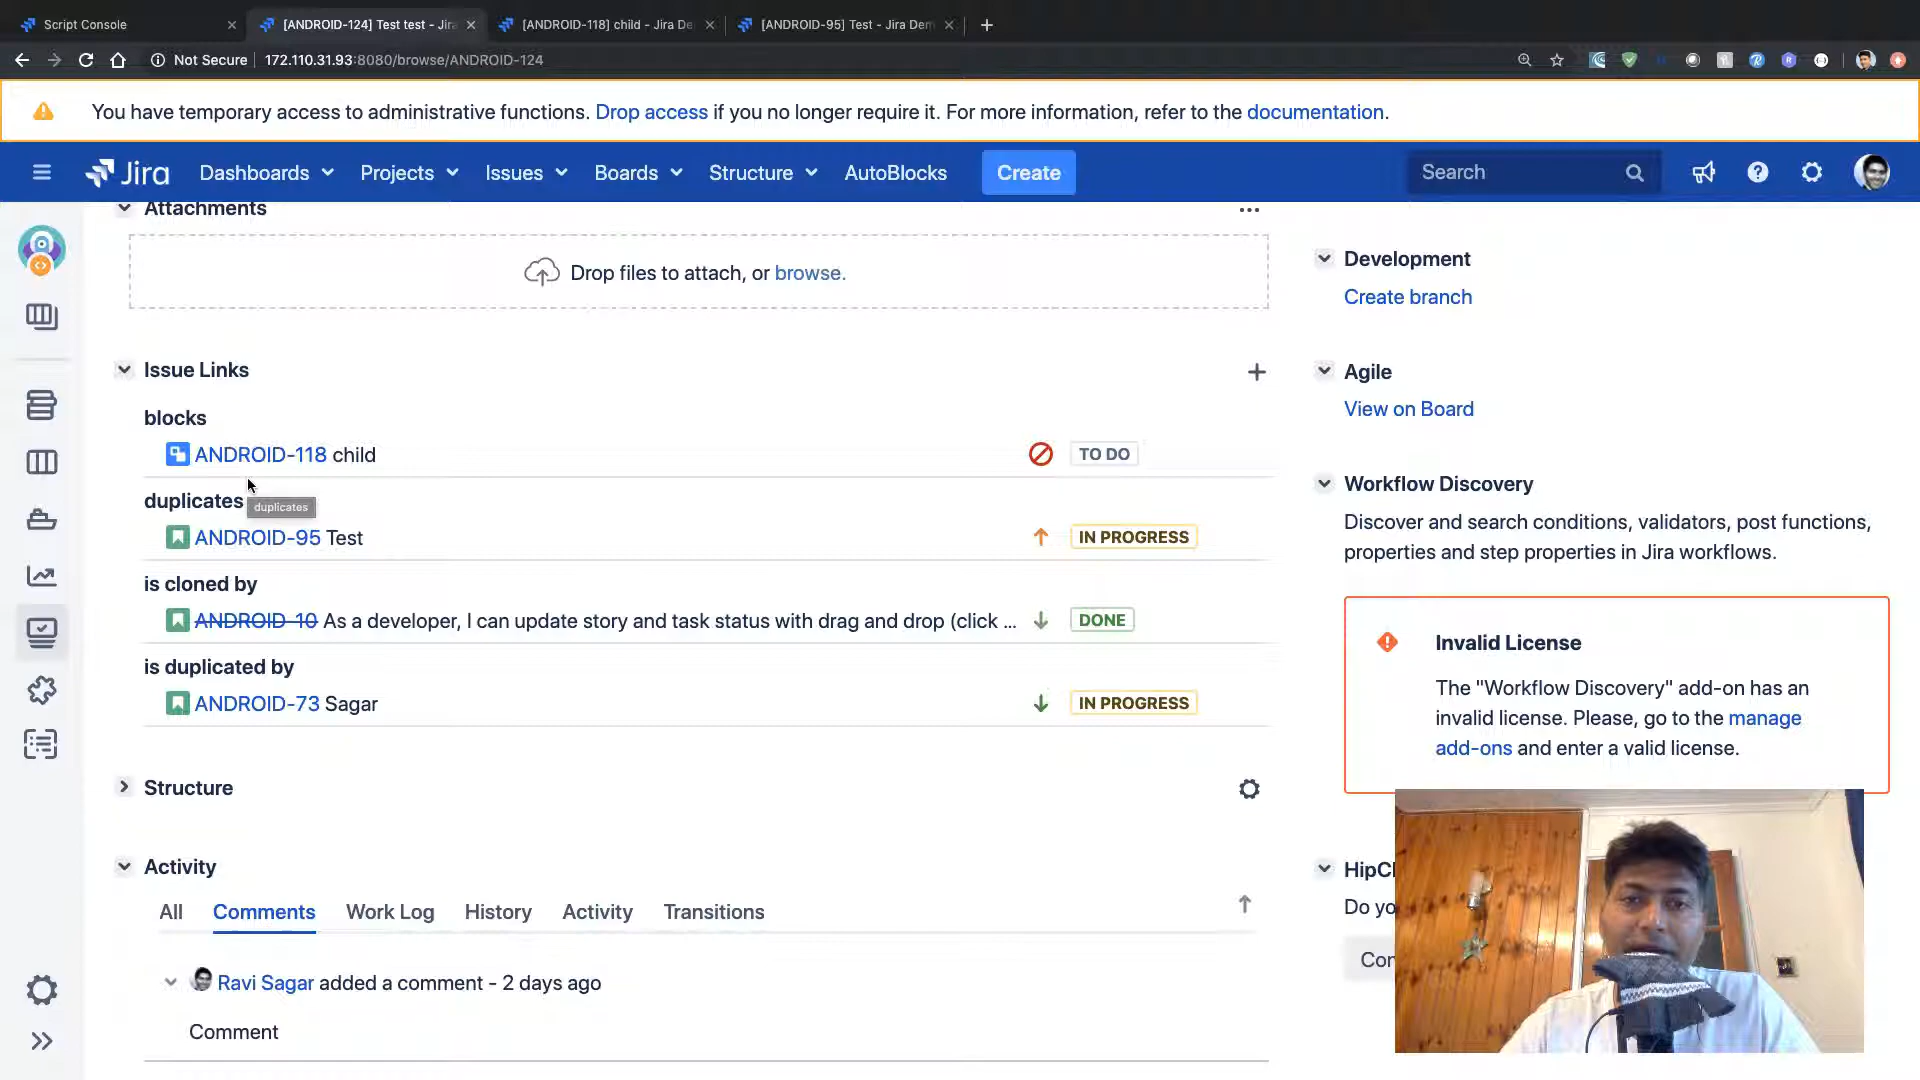 Script Console
[ANDROID-124] Test test - Jira
[ANDROID-118] child - Jira De
[ANDROID-95] Test - Jira Dem
Not Secure
172.110.31.93:8080/browse/ANDROID-124
You have temporary access to administrative functions. Drop access if you no longer require it. For more information, refer to the documentation.
Jira
Dashboards
Projects
Issues
Boards
Structure
AutoBlocks
Create
Search
Attachments
Drop files to attach, or browse.
Issue Links
blocks
ANDROID-118 child
TO DO
duplicates
duplicates
ANDROID-95 Test
IN PROGRESS
is cloned by
ANDROID-10 As a developer, I can update story and task status with drag and drop (click ...
DONE
is duplicated by
ANDROID-73 Sagar
IN PROGRESS
Structure
Activity
All
Comments
Work Log
History
Activity
Transitions
Ravi Sagar added a comment - 2 days ago
Comment
Development
Create branch
Agile
View on Board
Workflow Discovery
Discover and search conditions, validators, post functions,
properties and step properties in Jira workflows.
Invalid License
The "Workflow Discovery" add-on has an
invalid license. Please, go to the manage
add-ons and enter a valid license.
HipC
Do yo
Con